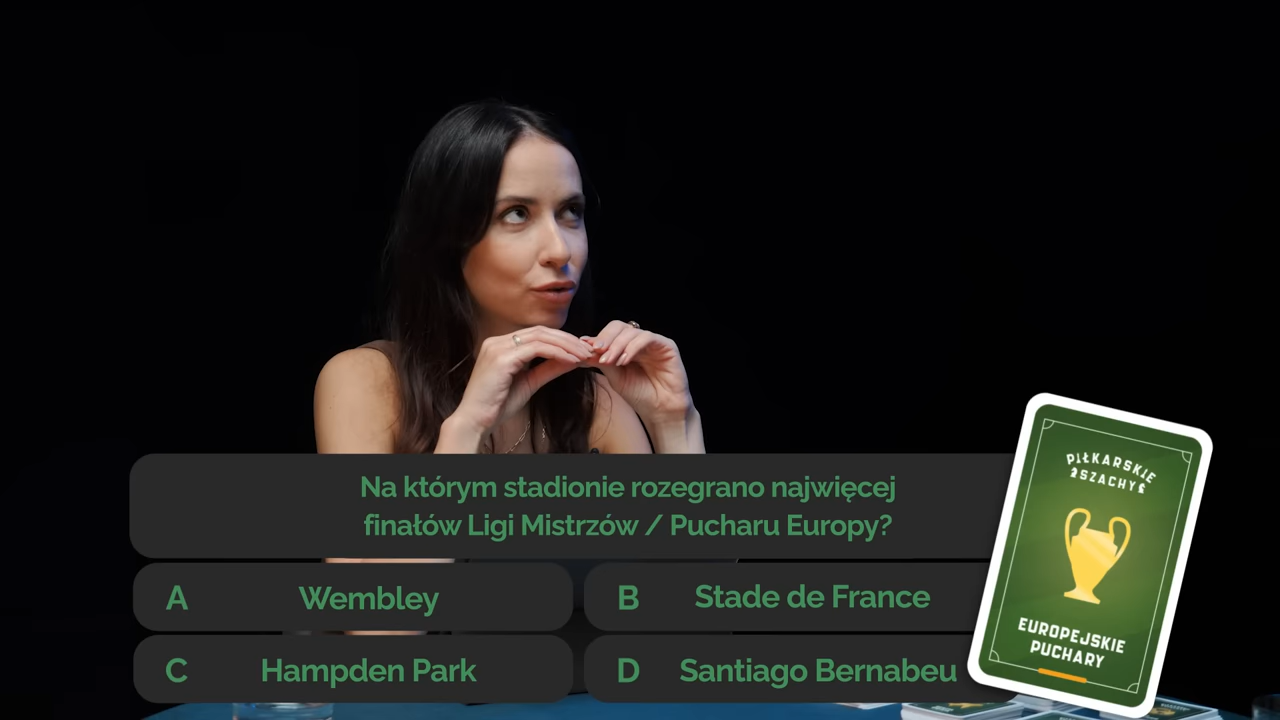 Na którym stadionie rozegrano najwięcej
finałów Ligi Mistrzów / Pucharu Europy?
A Wembley
B Stade de France
C Hampden Park
D Santiago Bernabeu
PIŁKARSKIE
SZACHY
EUROPEJSKIE
PUCHARY